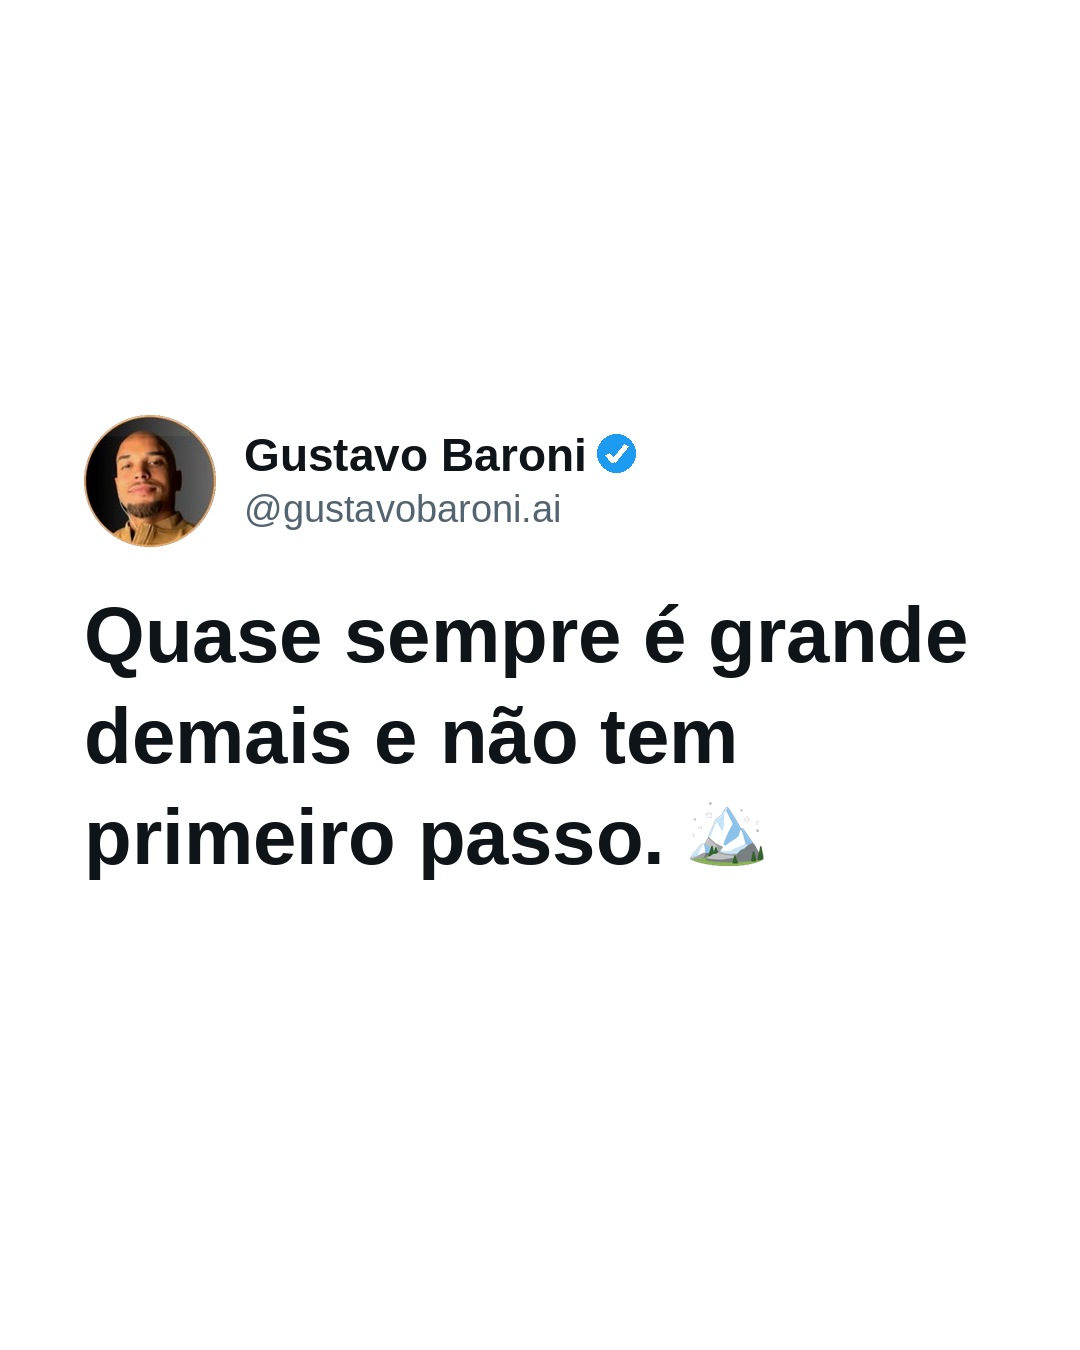 Gustavo Baroni
@gustavobaroni.ai
Quase sempre é grande
demais e não tem
primeiro passo. 🏔️